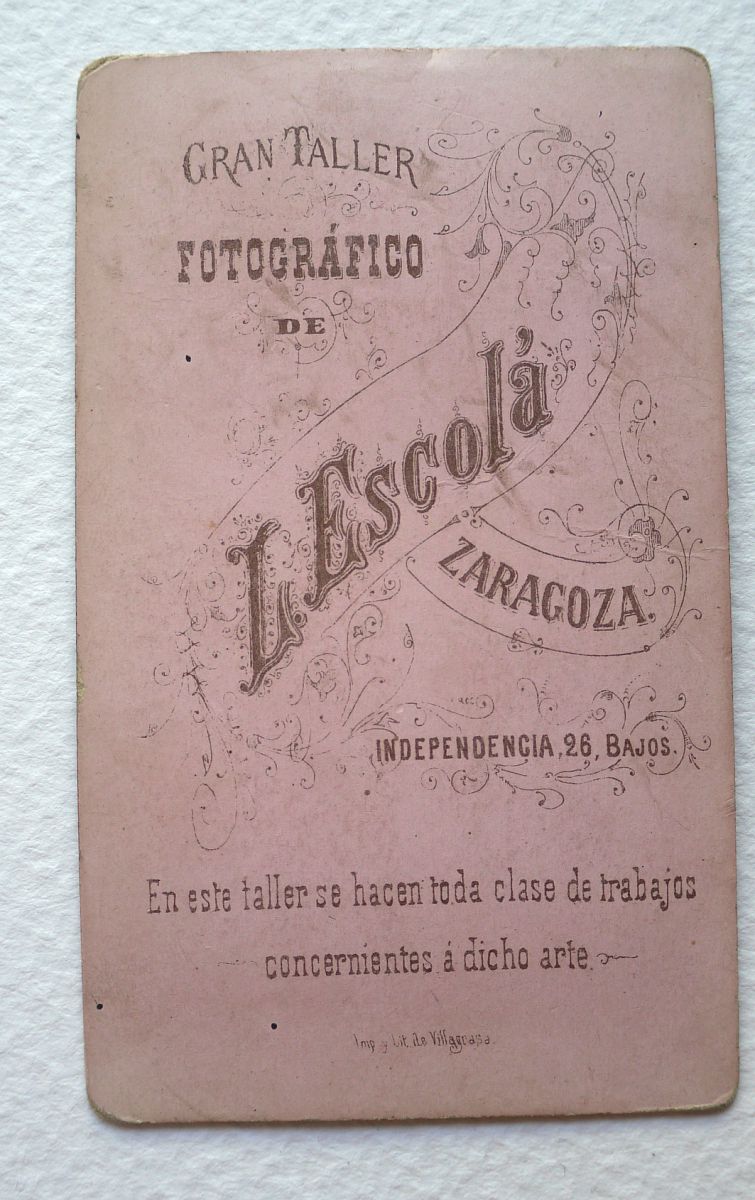 GRAN TALLER
FOTOGRÁFICO
DE
L. Escolá
ZARAGOZA.
INDEPENDENCIA, 26, BAJOS.
En este taller se hacen toda clase de trabajos
concernientes á dicho arte.
Imp y Lit. de Villagrasa